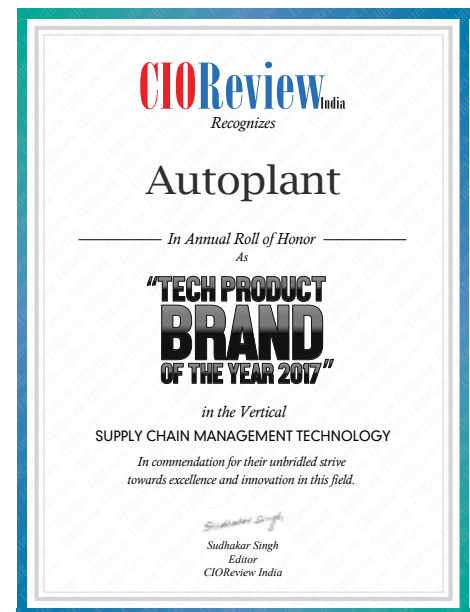 CIOReview India
Recognizes
Autoplant
In Annual Roll of Honor
As
“TECH PRODUCT
BRAND
OF THE YEAR 2017”
in the Vertical
SUPPLY CHAIN MANAGEMENT TECHNOLOGY
In commendation for their unbridled strive
towards excellence and innovation in this field.
Sudhakar Singh
Sudhakar Singh
Editor
CIOReview India